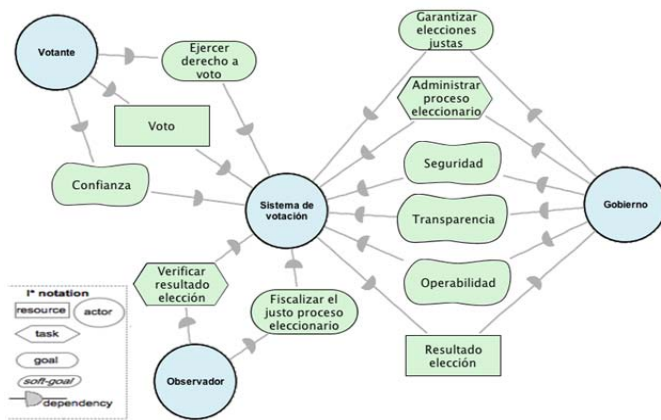 Votante
Ejercer
derecho a
voto
Voto
Confianza
Garantizar
elecciones
justas
Administrar
proceso
eleccionario
Seguridad
Transparencia
Operabilidad
Resultado
elección
Sistema de
votación
Gobierno
Verificar
resultado
elección
Fiscalizar el
justo proceso
eleccionario
Observador
I* notation
resource
actor
task
goal
soft-goal
dependency